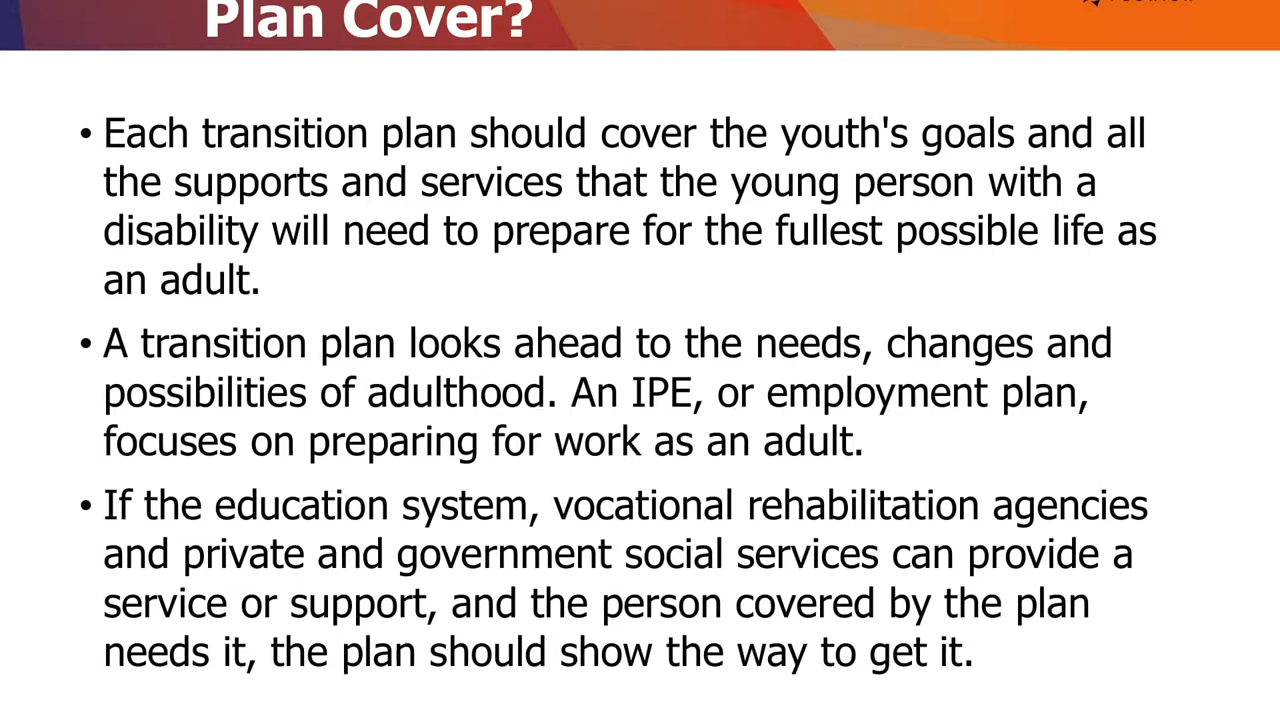 Plan Cover?
• Each transition plan should cover the youth's goals and all
the supports and services that the young person with a
disability will need to prepare for the fullest possible life as
an adult.
• A transition plan looks ahead to the needs, changes and
possibilities of adulthood. An IPE, or employment plan,
focuses on preparing for work as an adult.
• If the education system, vocational rehabilitation agencies
and private and government social services can provide a
service or support, and the person covered by the plan
needs it, the plan should show the way to get it.